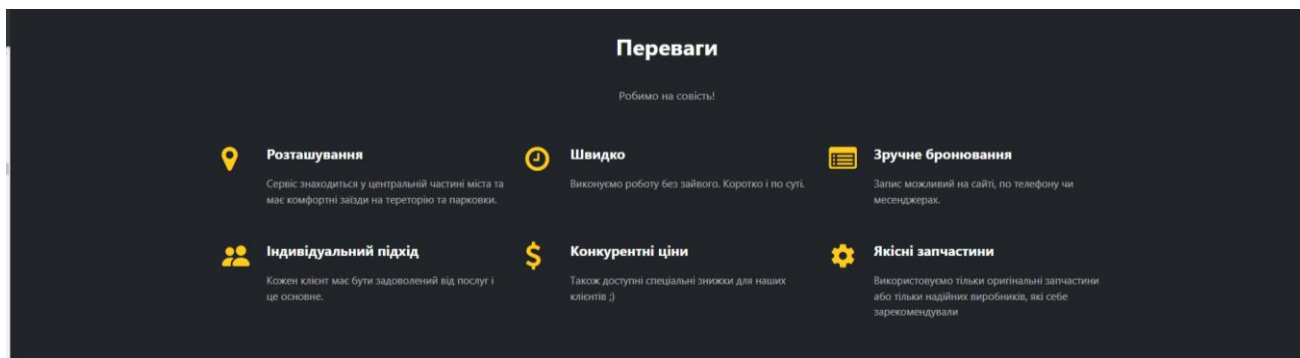 Переваги
Робимо на совість!
Розташування
Сервіс знаходиться у центральній частині міста та
має комфортні заїзди на тереторію та парковки.
Швидко
Виконуємо роботу без зайвого. Коротко і по суті.
Зручне бронювання
Запис можливий на сайті, по телефону чи
месенджерах.
Індивідуальний підхід
Кожен клієнт має бути задоволений від послуг і
це основне.
Конкурентні ціни
Також доступні спеціальні знижки для наших
клієнтів ;)
Якісні запчастини
Використовуємо тільки оригінальні запчастини
або тільки надійних виробників, які себе
зарекомендували